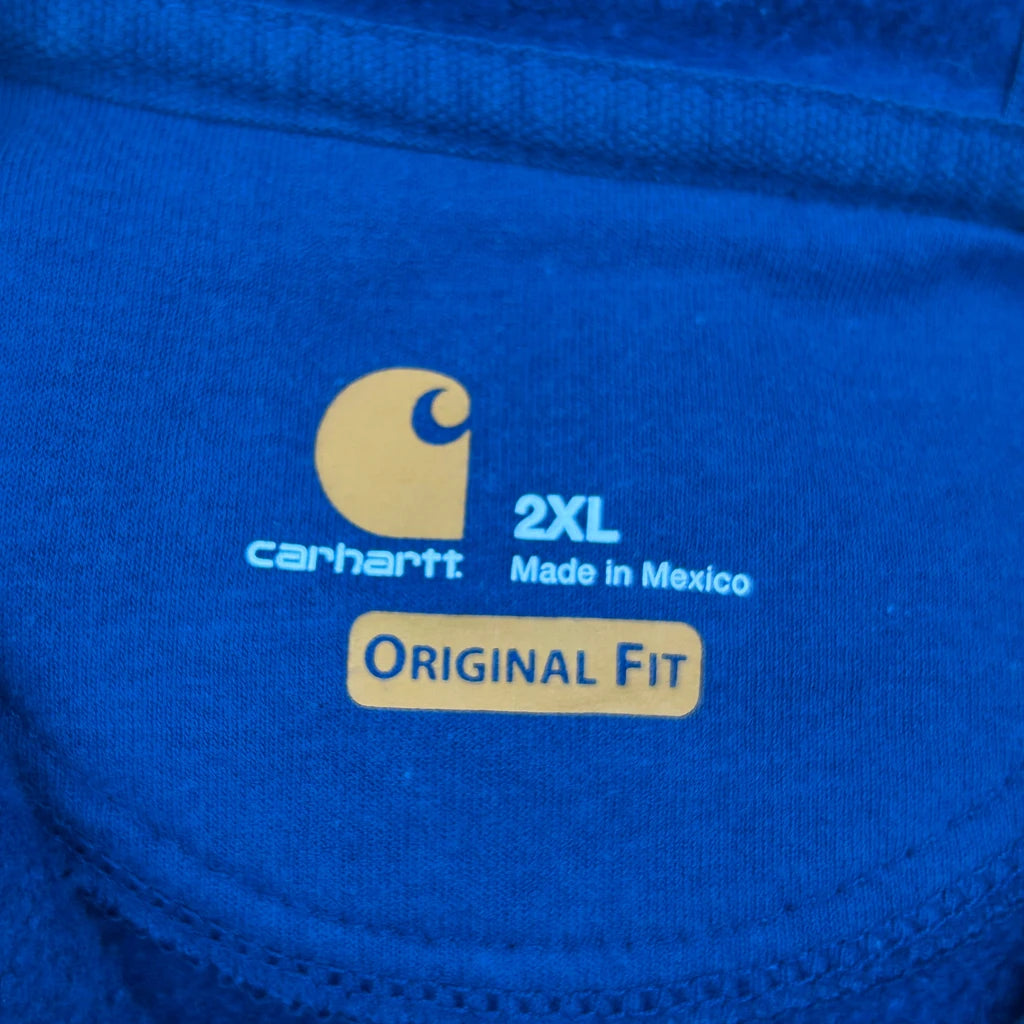 carhartt
2XL
Made in Mexico
ORIGINAL FIT